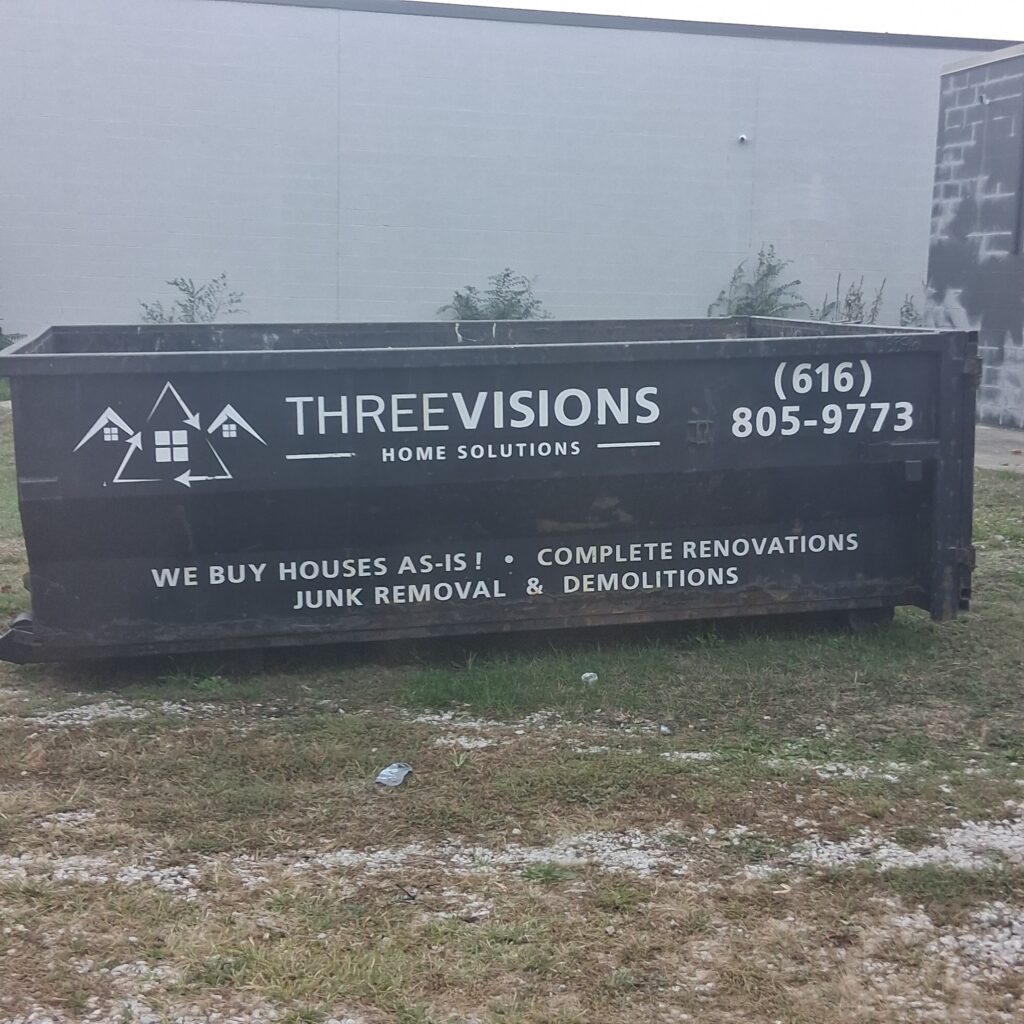 THREEVISIONS
HOME SOLUTIONS
(616)
805-9773
WE BUY HOUSES AS-IS! • COMPLETE RENOVATIONS
JUNK REMOVAL & DEMOLITIONS